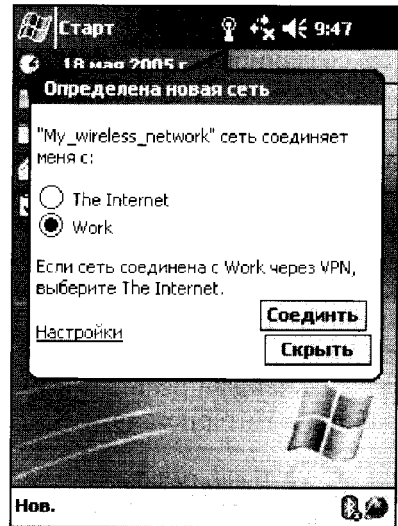 Старт 9:47
18 мая 2005 г.
Определена новая сеть
"My_wireless_network" сеть соединяет
меня с:
The Internet
Work
Если сеть соединена с Work через VPN,
выберите The Internet.
Соединть
Настройки
Скрыть
Нов.